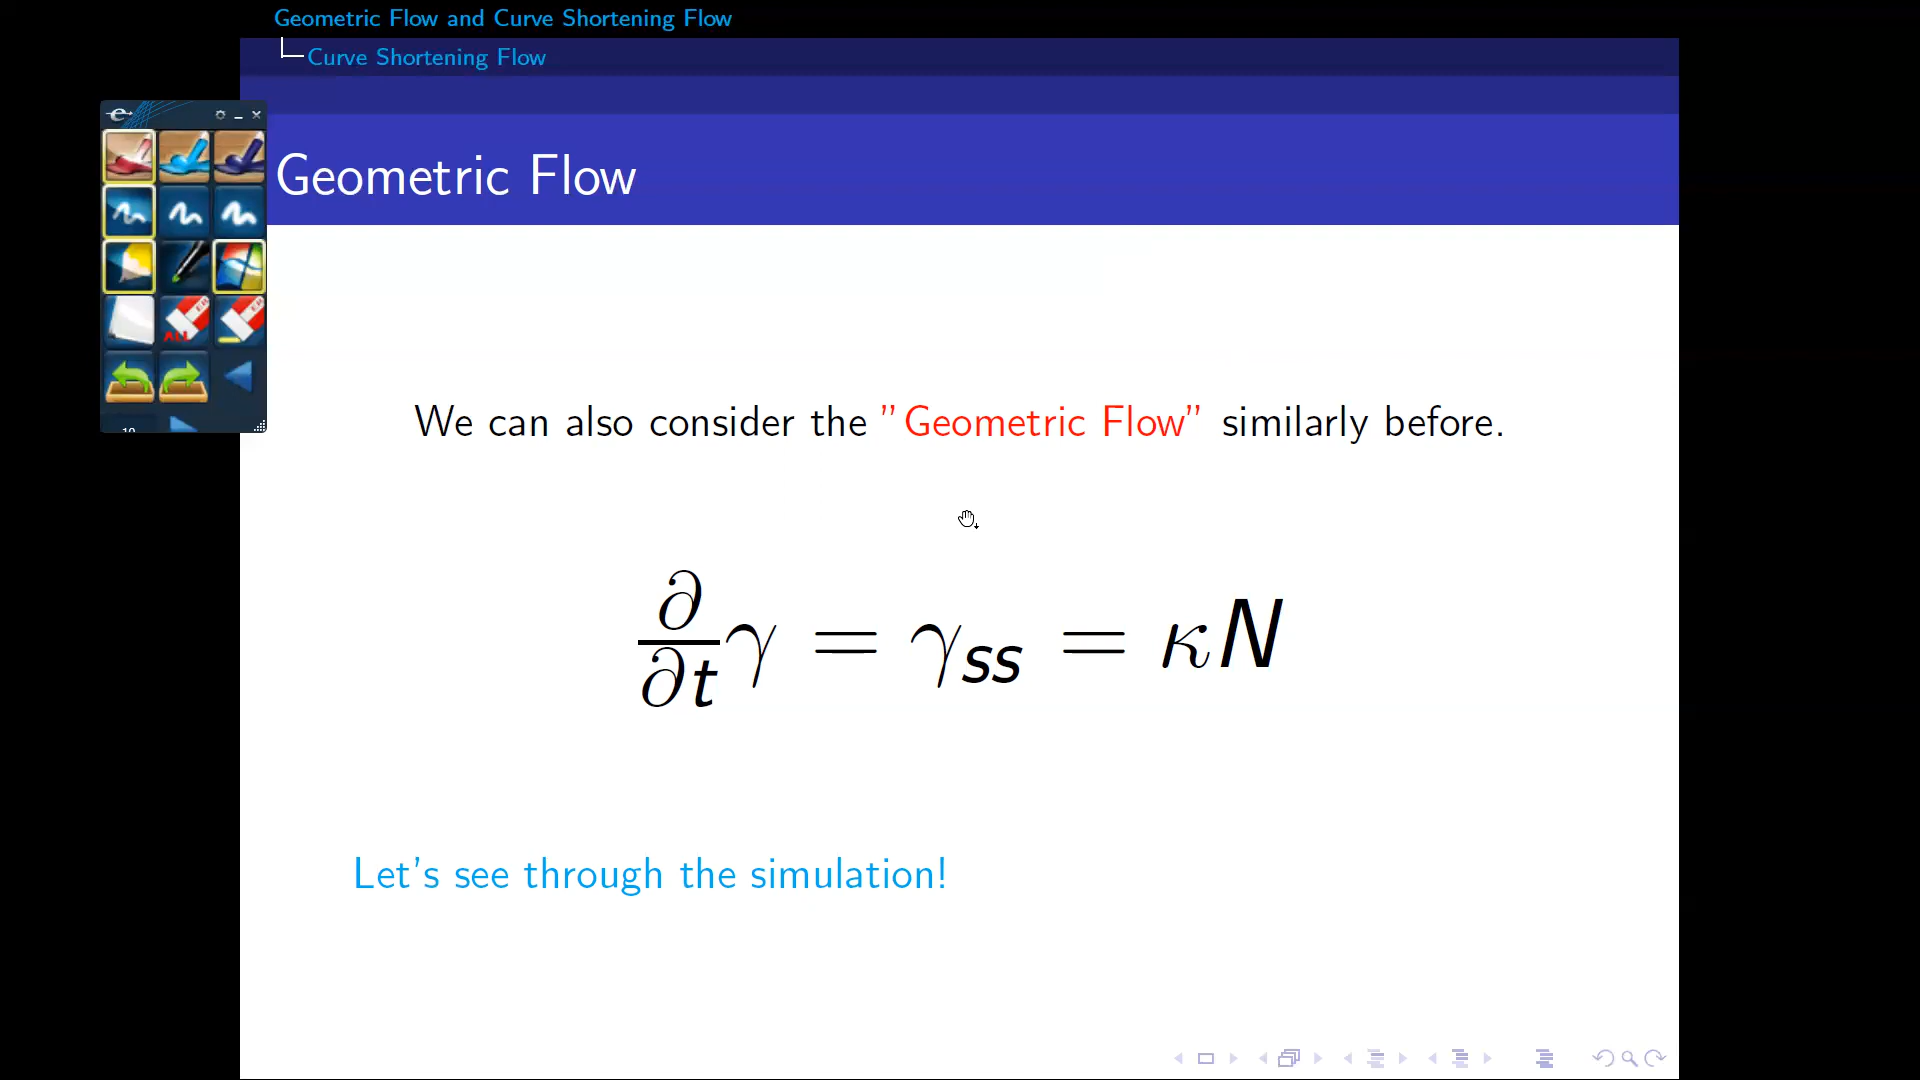 Geometric Flow and Curve Shortening Flow
Curve Shortening Flow
Geometric Flow
We can also consider the ”Geometric Flow” similarly before.
∂/∂t γ = γ_ss = κN
Let's see through the simulation!
ALL